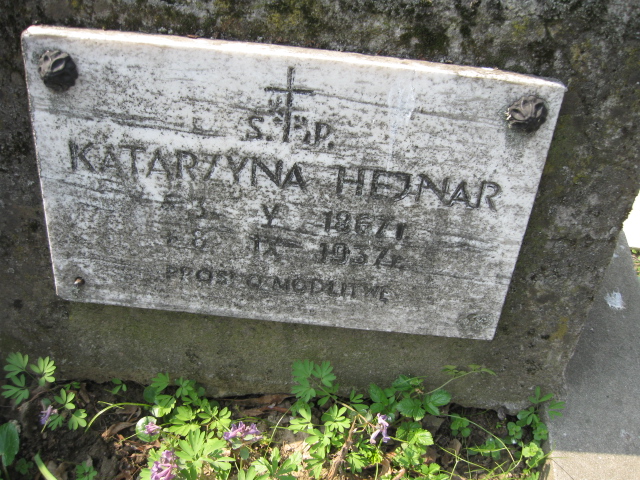 Ś. P.
KATARZYNA HEJNAR
* 3 V 1867 r.
† 8 IX 1937 r.
PROSI O MODLITWĘ